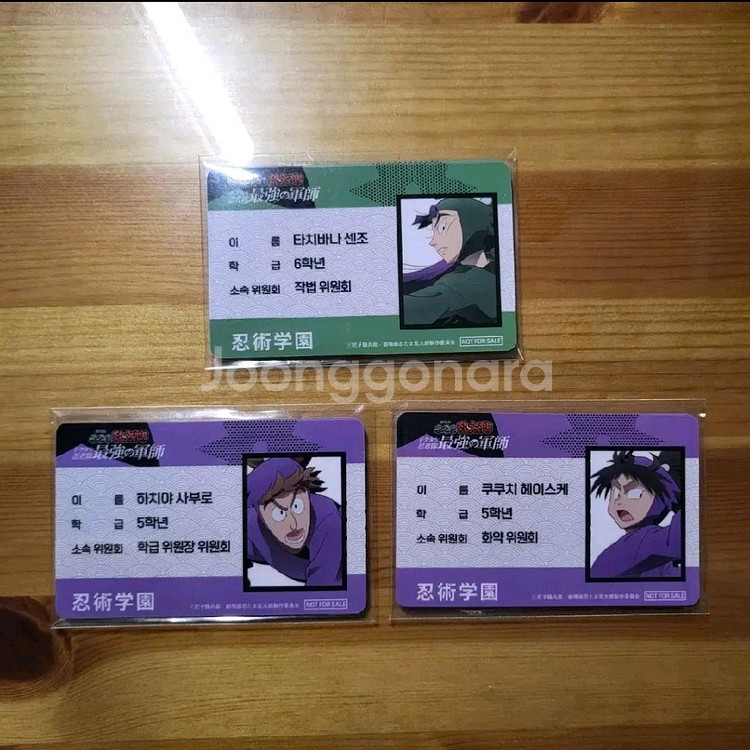 最強の軍師
이 름 타치바나 센조
학 급 6학년
소속 위원회 작법 위원회
忍術学園
NOT FOR SALE
Joonggonara
最強の軍師
이 름 하치야 사부로
학 급 5학년
소속 위원회 학급 위원장 위원회
忍術学園
NOT FOR SALE
最強の軍師
이 름 쿠쿠치 헤이스케
학 급 5학년
소속 위원회 화약 위원회
忍術学園
NOT FOR SALE